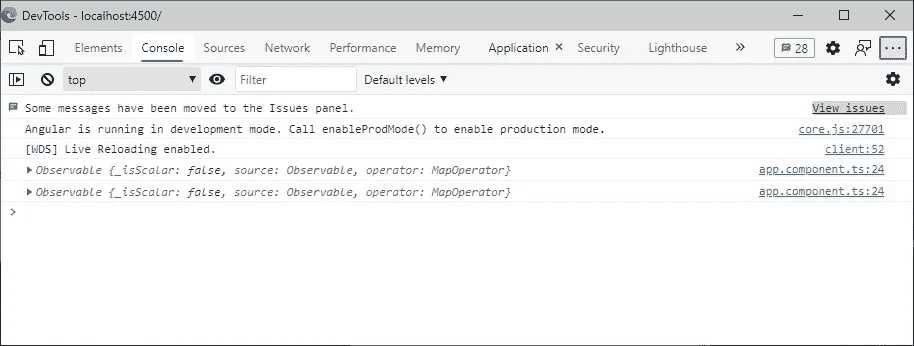 DevTools - localhost:4500/
Elements Console Sources Network Performance Memory Application Security Lighthouse 28
top Filter Default levels
Some messages have been moved to the Issues panel. View issues
Angular is running in development mode. Call enableProdMode() to enable production mode. core.js:27701
[WDS] Live Reloading enabled. client:52
Observable {_isScalar: false, source: Observable, operator: MapOperator} app.component.ts:24
Observable {_isScalar: false, source: Observable, operator: MapOperator} app.component.ts:24